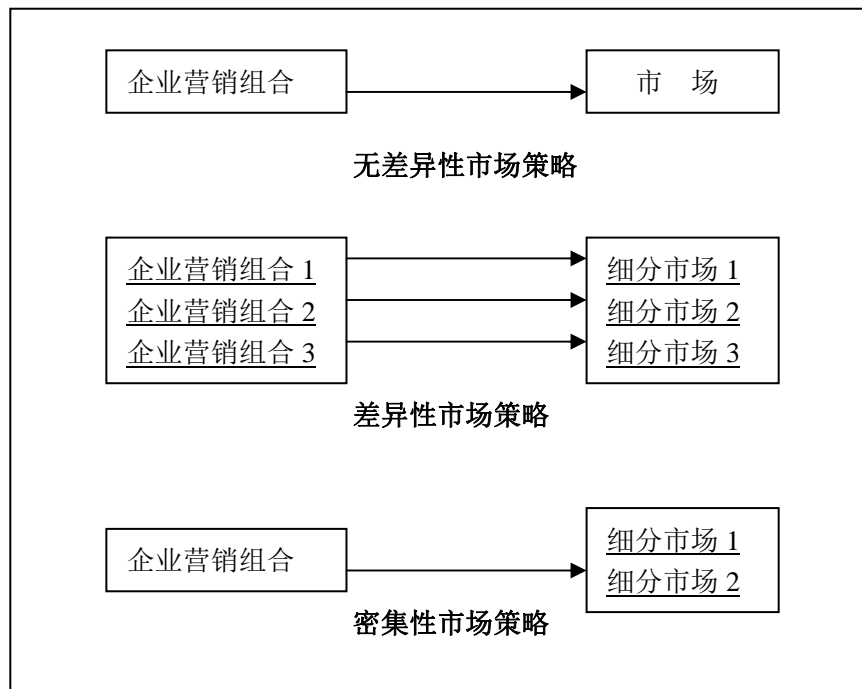 企业营销组合 市 场
无差异性市场策略
企业营销组合 1 细分市场 1
企业营销组合 2 细分市场 2
企业营销组合 3 细分市场 3
差异性市场策略
细分市场 1
企业营销组合
细分市场 2
密集性市场策略